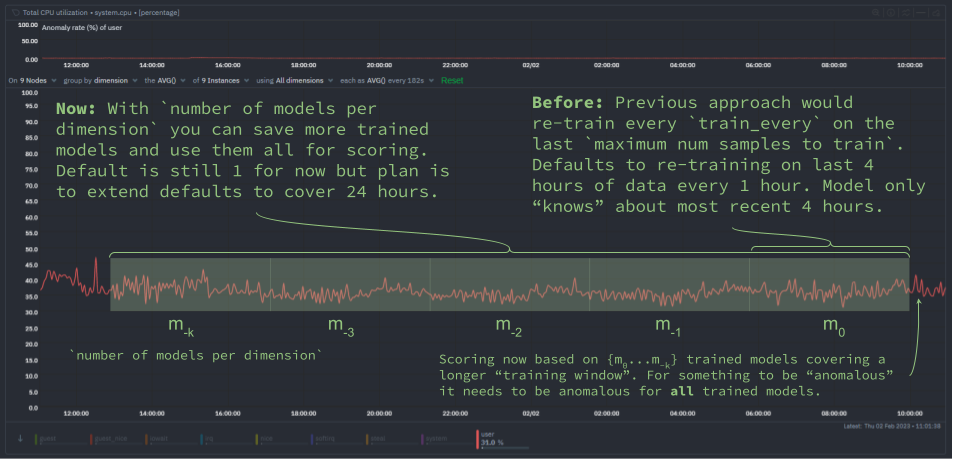 Total CPU utilization • system.cpu • [percentage]
100.00 Anomaly rate (%) of user
50.00
0.00
12:00:00 14:00:00 16:00:00 18:00:00 20:00:00 22:00:00 02/02 02:00:00 04:00:00 06:00:00 08:00:00 10:00:00
On 9 Nodes group by dimension the AVG() of 9 Instances using All dimensions each as AVG() every 182s Reset
100.0
95.0
90.0
85.0
80.0
75.0
70.0
65.0
60.0
55.0
50.0
45.0
40.0
35.0
30.0
25.0
20.0
15.0
10.0
5.0
0.0
Now: With `number of models per
dimension` you can save more trained
models and use them all for scoring.
Default is still 1 for now but plan is
to extend defaults to cover 24 hours.
Before: Previous approach would
re-train every `train_every` on the
last `maximum num samples to train`.
Defaults to re-training on last 4
hours of data every 1 hour. Model only
“knows” about most recent 4 hours.
m-k m-3 m-2 m-1 m0
`number of models per dimension`
Scoring now based on {m0...m-k} trained models covering a
longer “training window”. For something to be “anomalous”
it needs to be anomalous for all trained models.
12:00:00 14:00:00 16:00:00 18:00:00 20:00:00 22:00:00 02/02 02:00:00 04:00:00 06:00:00 08:00:00 10:00:00
Latest: Thu 02 Feb 2023 • 11:01:38
guest guest_nice steal irq nice softirq system user
31.0 %